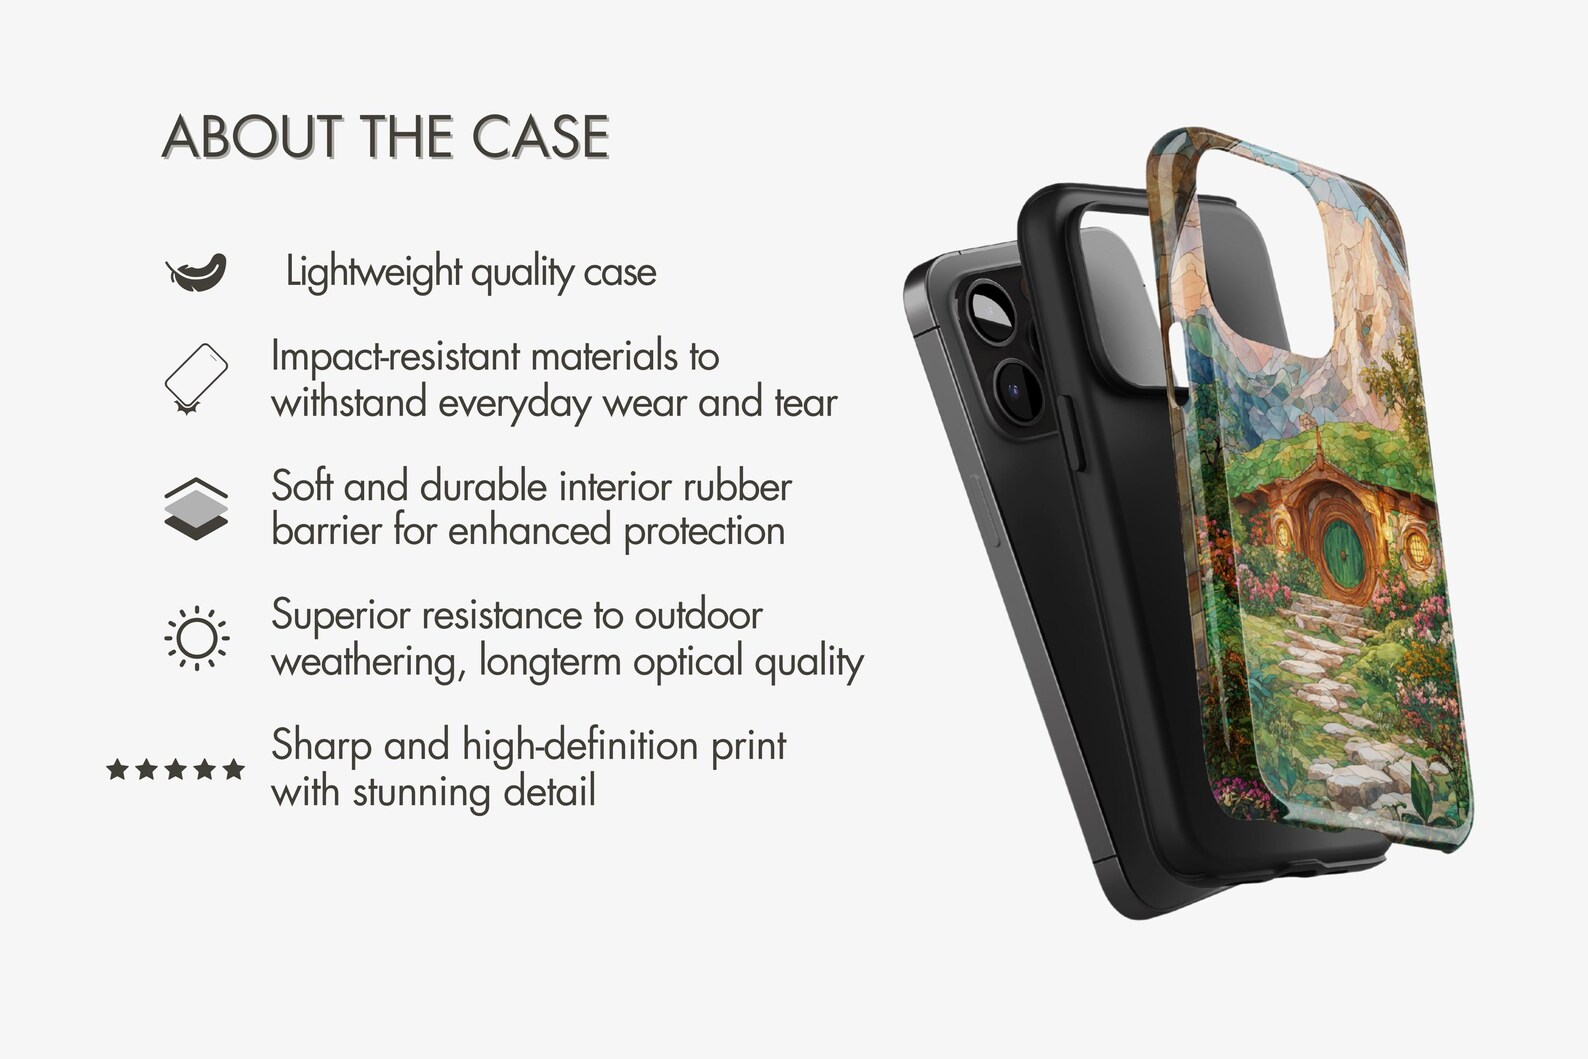 ABOUT THE CASE
Lightweight quality case
Impact-resistant materials to
withstand everyday wear and tear
Soft and durable interior rubber
barrier for enhanced protection
Superior resistance to outdoor
weathering, longterm optical quality
Sharp and high-definition print
with stunning detail